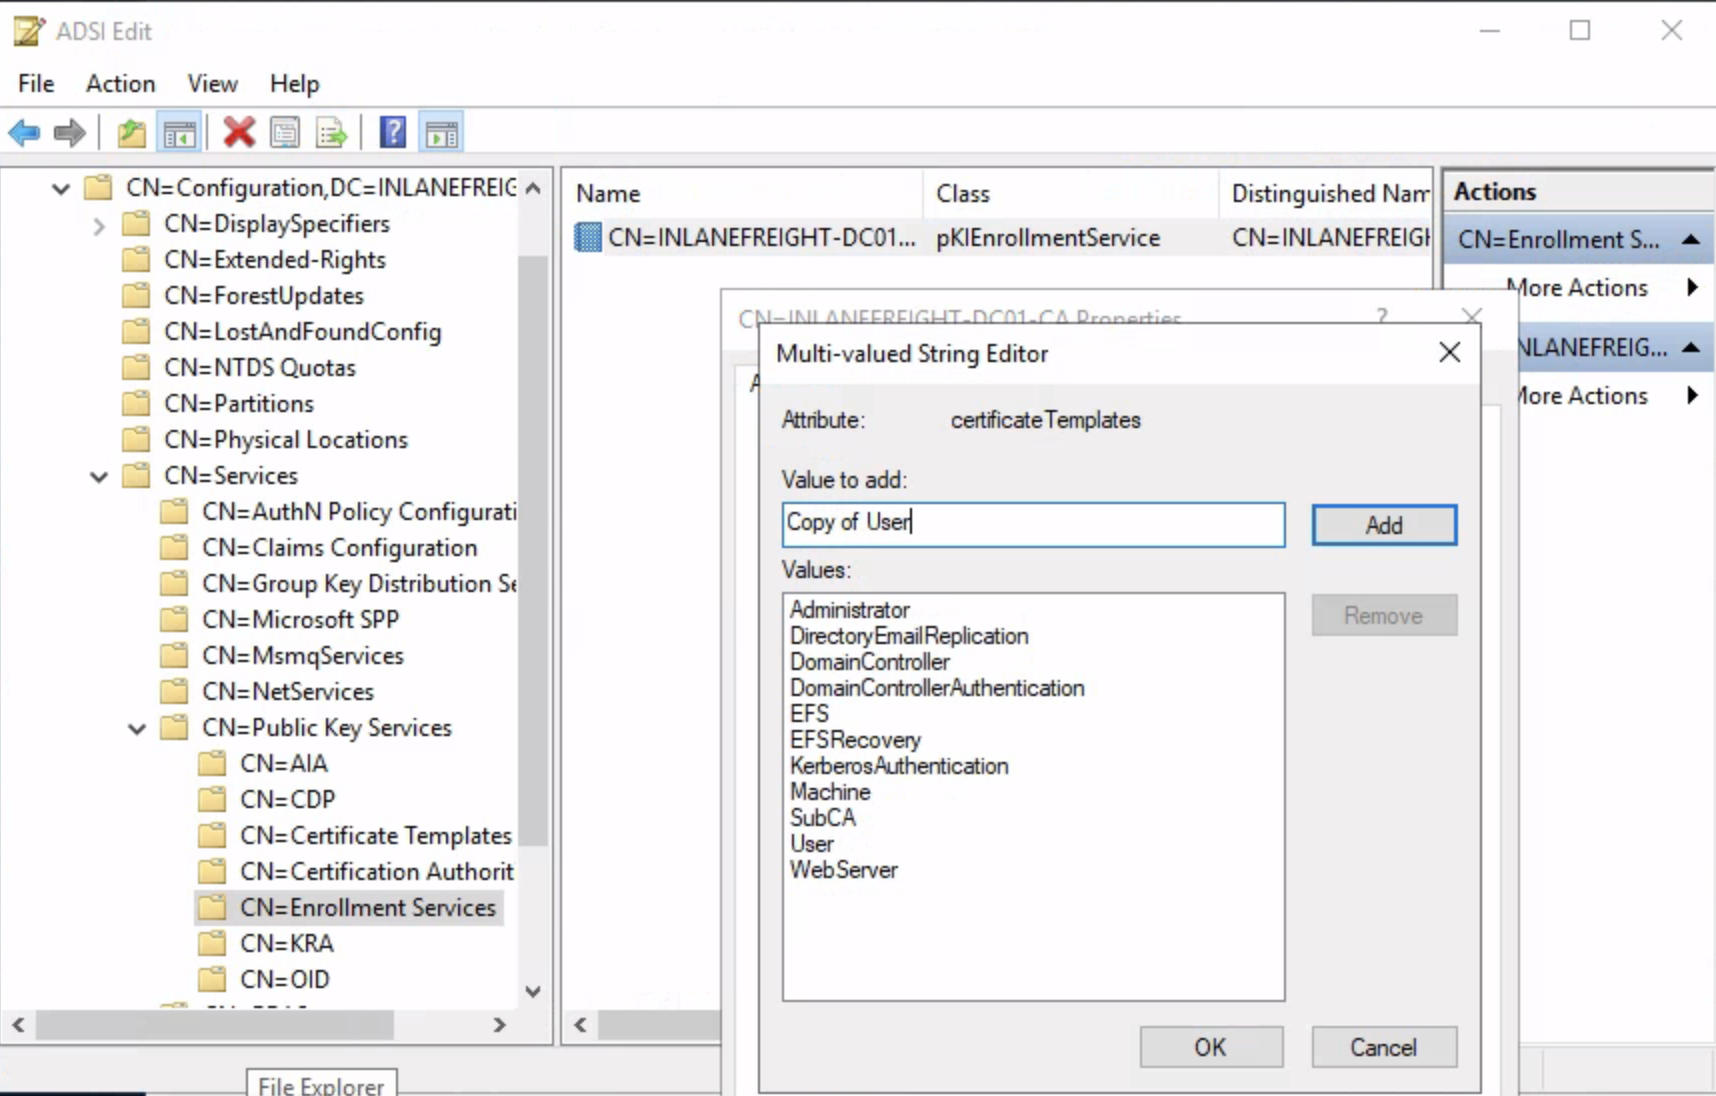 ADSI Edit
File Action View Help
CN=Configuration,DC=INLANEFREIG
CN=DisplaySpecifiers
CN=Extended-Rights
CN=ForestUpdates
CN=LostAndFoundConfig
CN=NTDS Quotas
CN=Partitions
CN=Physical Locations
CN=Services
CN=AuthN Policy Configurati
CN=Claims Configuration
CN=Group Key Distribution Se
CN=Microsoft SPP
CN=MsmqServices
CN=NetServices
CN=Public Key Services
CN=AIA
CN=CDP
CN=Certificate Templates
CN=Certification Authorit
CN=Enrollment Services
CN=KRA
CN=OID
Name Class Distinguished Nam
CN=INLANEFREIGHT-DC01... pKIEnrollmentService CN=INLANEFREIGH
Actions
CN=Enrollment S...
More Actions
NLANEFREIG...
More Actions
CN=INLANEFREIGHT-DC01-CA Properties ?
Multi-valued String Editor
Attribute: certificateTemplates
Value to add:
Copy of User
Add
Values:
Administrator
DirectoryEmailReplication
DomainController
DomainControllerAuthentication
EFS
EFSRecovery
KerberosAuthentication
Machine
SubCA
User
WebServer
Remove
OK Cancel
File Explorer